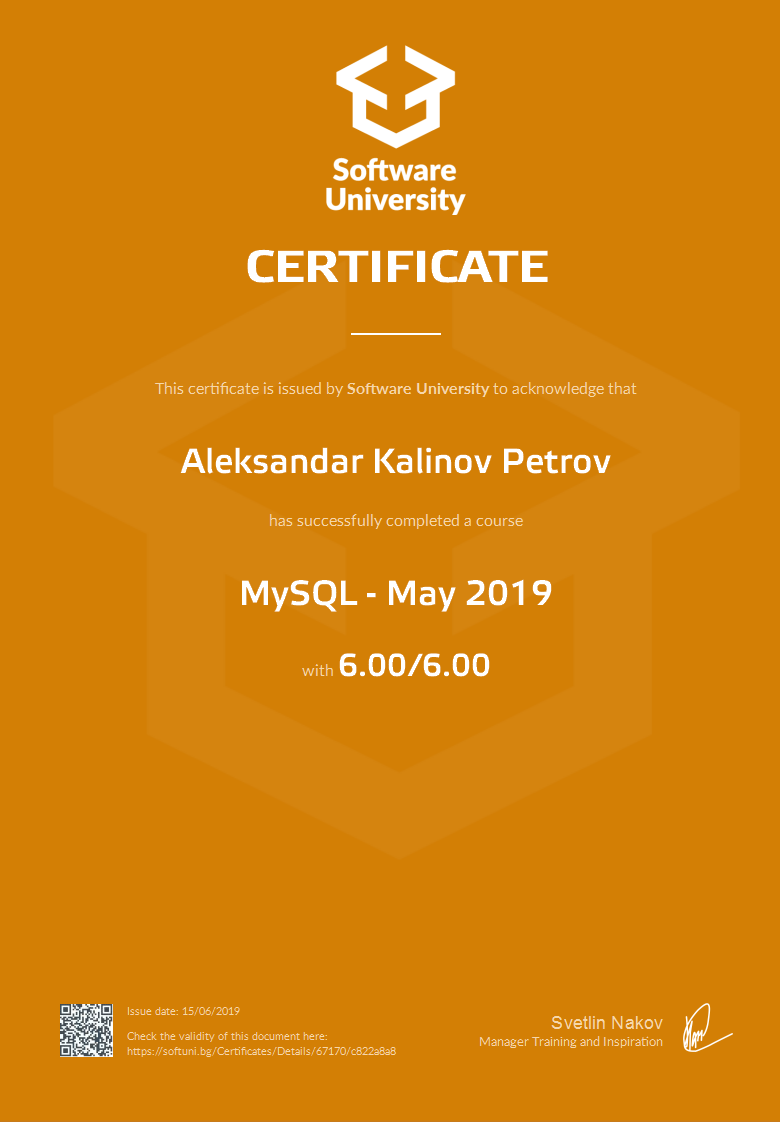 Software
University
CERTIFICATE
This certificate is issued by Software University to acknowledge that
Aleksandar Kalinov Petrov
has successfully completed a course
MySQL - May 2019
with 6.00/6.00
Issue date: 15/06/2019
Check the validity of this document here:
https://softuni.bg/Certificates/Details/67170/c822a8a8
Svetlin Nakov
Manager Training and Inspiration